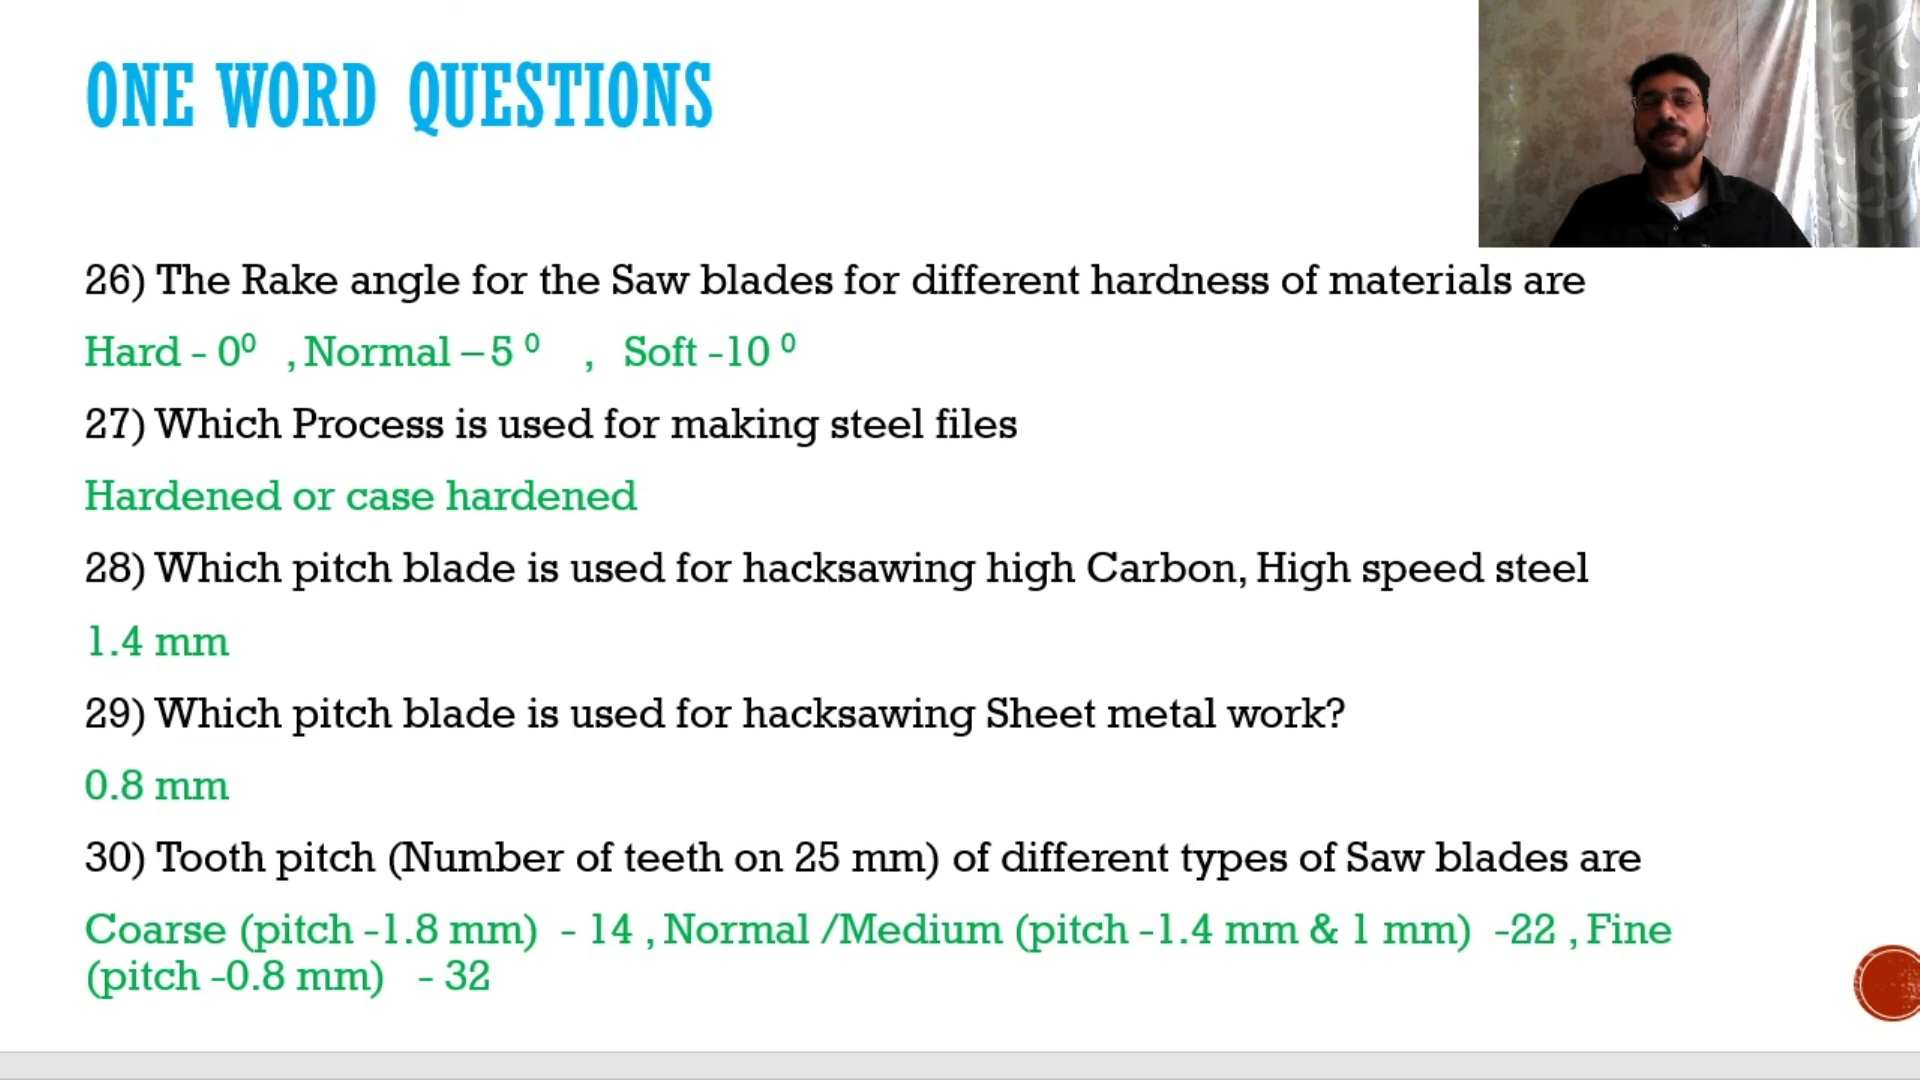 ONE WORD QUESTIONS
26) The Rake angle for the Saw blades for different hardness of materials are
Hard - 0⁰ , Normal – 5 ⁰ , Soft -10 ⁰
27) Which Process is used for making steel files
Hardened or case hardened
28) Which pitch blade is used for hacksawing high Carbon, High speed steel
1.4 mm
29) Which pitch blade is used for hacksawing Sheet metal work?
0.8 mm
30) Tooth pitch (Number of teeth on 25 mm) of different types of Saw blades are
Coarse (pitch -1.8 mm) - 14 , Normal /Medium (pitch -1.4 mm & 1 mm) -22 , Fine
(pitch -0.8 mm) - 32